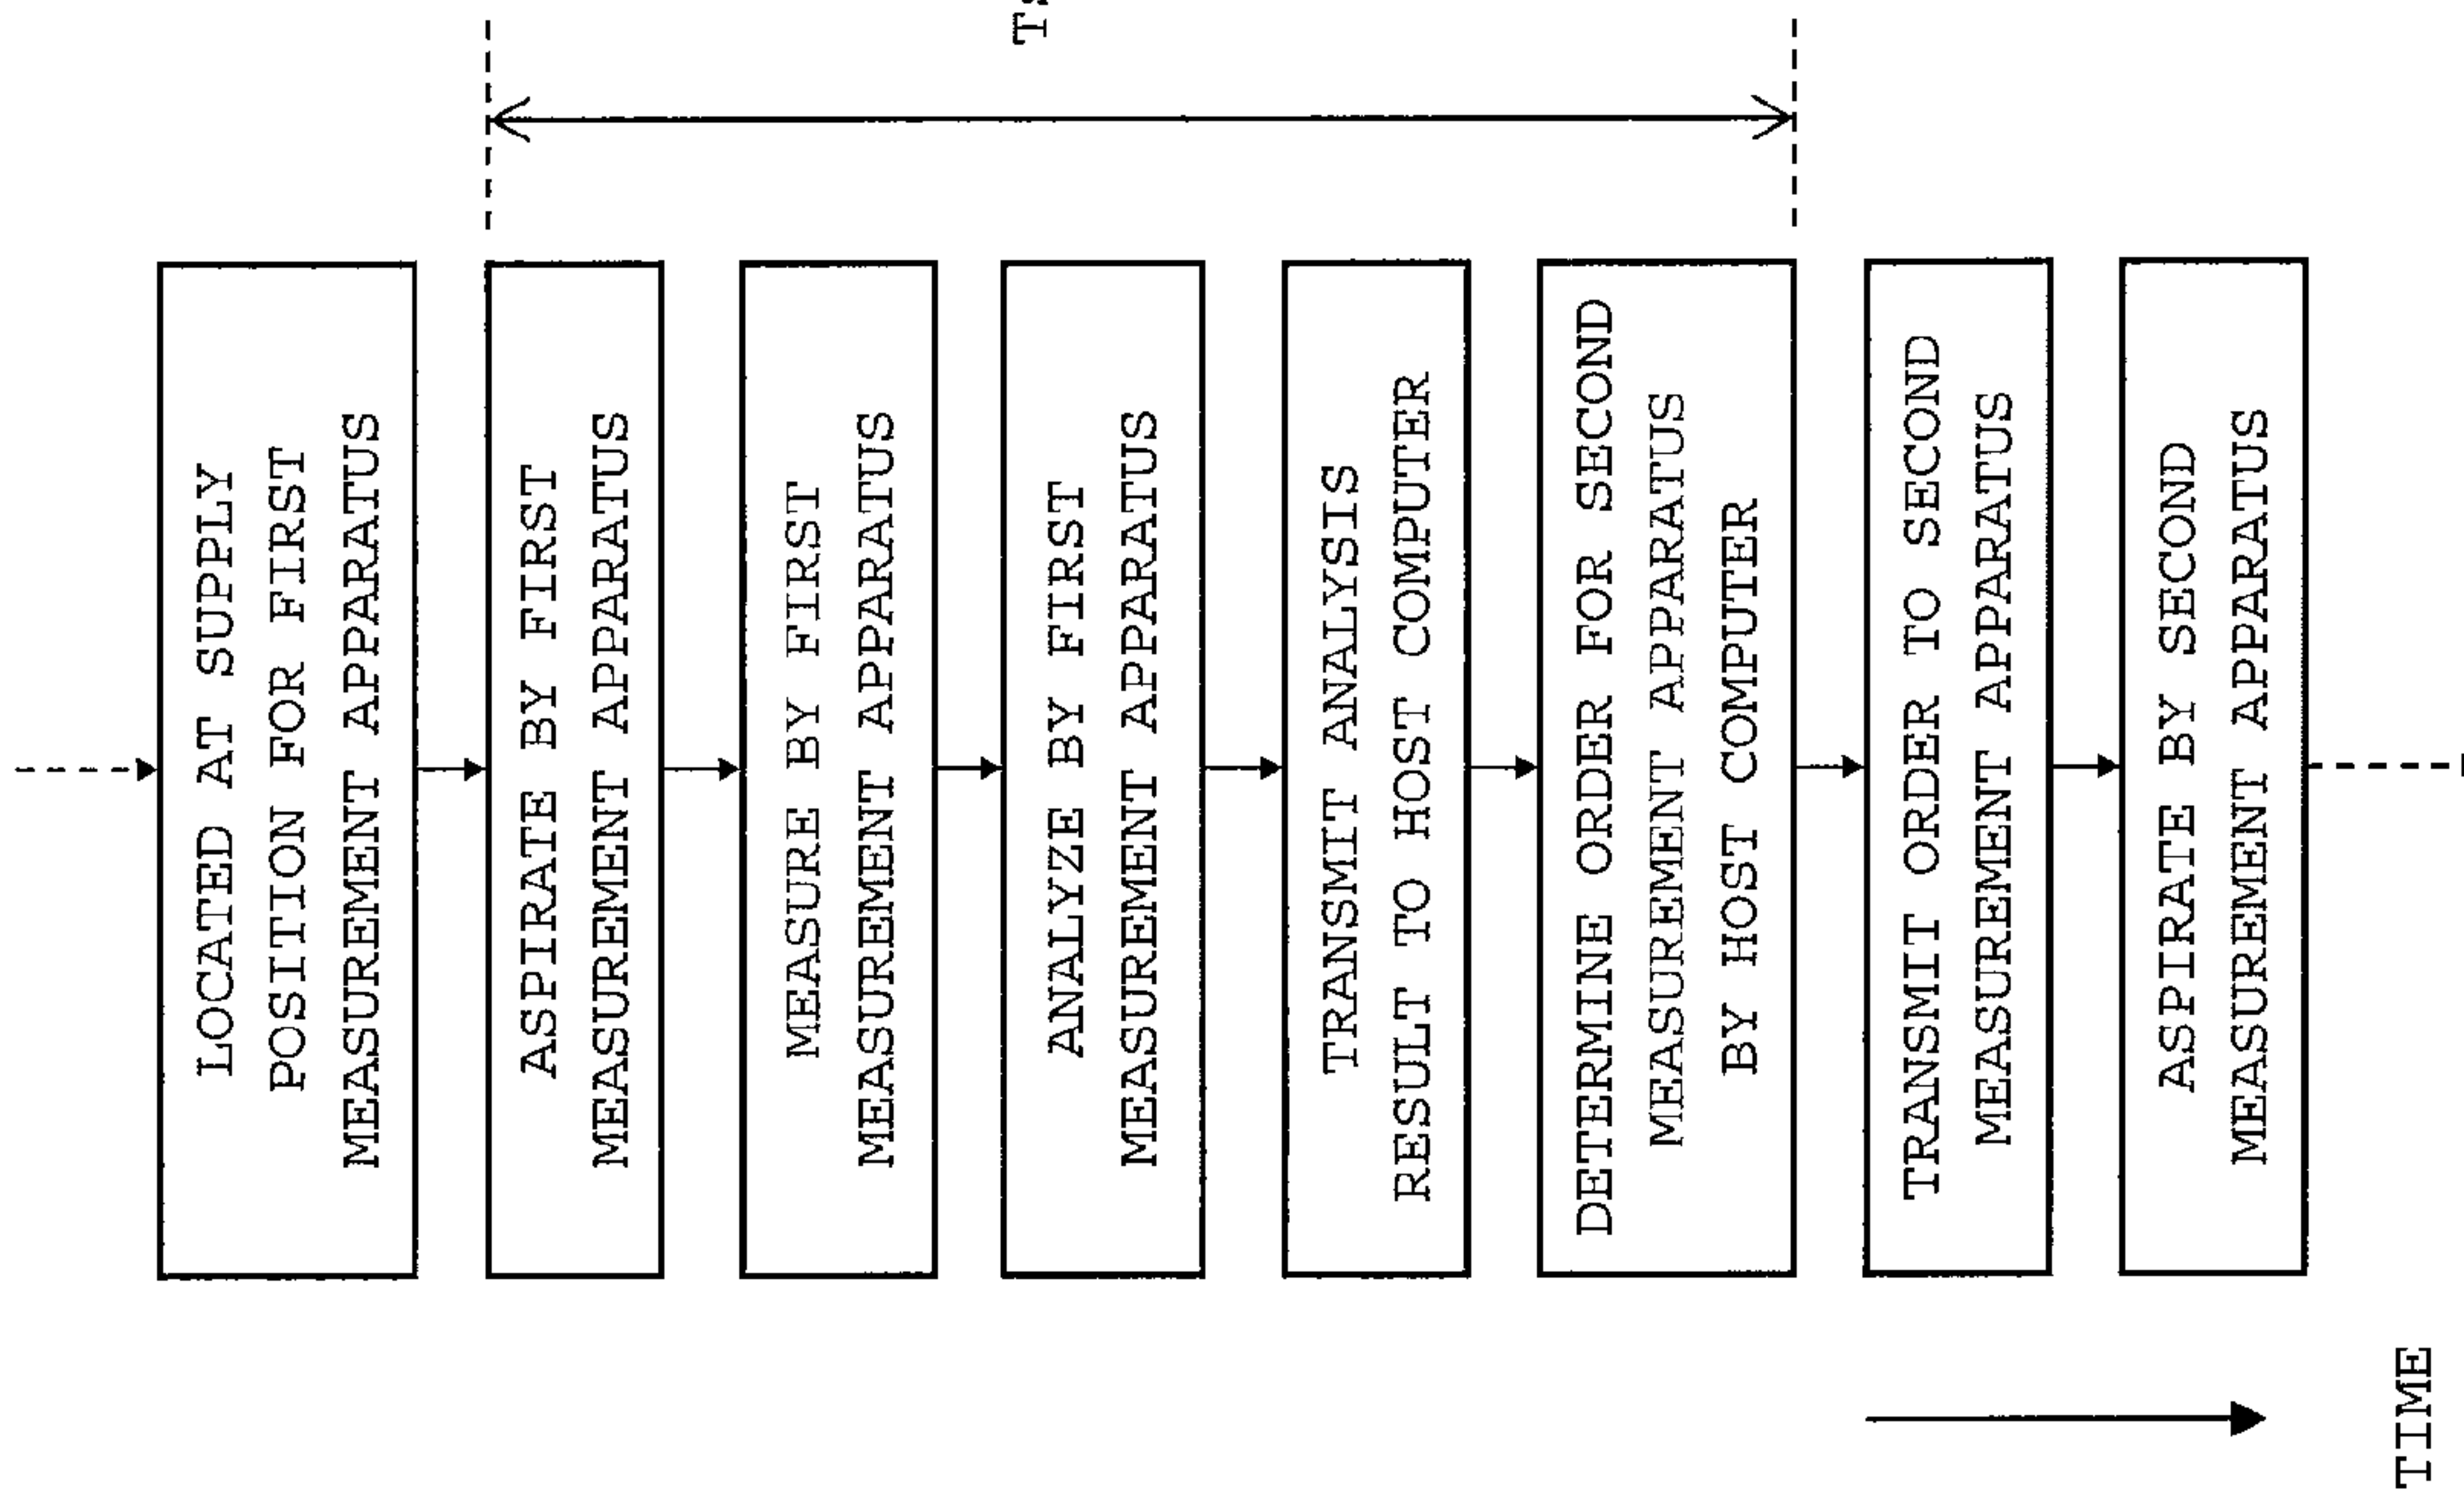 LOCATED AT SUPPLY
POSITION FOR FIRST
MEASUREMENT APPARATUS
ASPIRATE BY FIRST
MEASUREMENT APPARATUS
MEASURE BY FIRST
MEASUREMENT APPARATUS
ANALYZE BY FIRST
MEASUREMENT APPARATUS
TRANSMIT ANALYSIS
RESULT TO HOST COMPUTER
DETERMINE ORDER FOR SECOND
MEASUREMENT APPARATUS
BY HOST COMPUTER
TRANSMIT ORDER TO SECOND
MEASUREMENT APPARATUS
ASPIRATE BY SECOND
MEASUREMENT APPARATUS
TIME